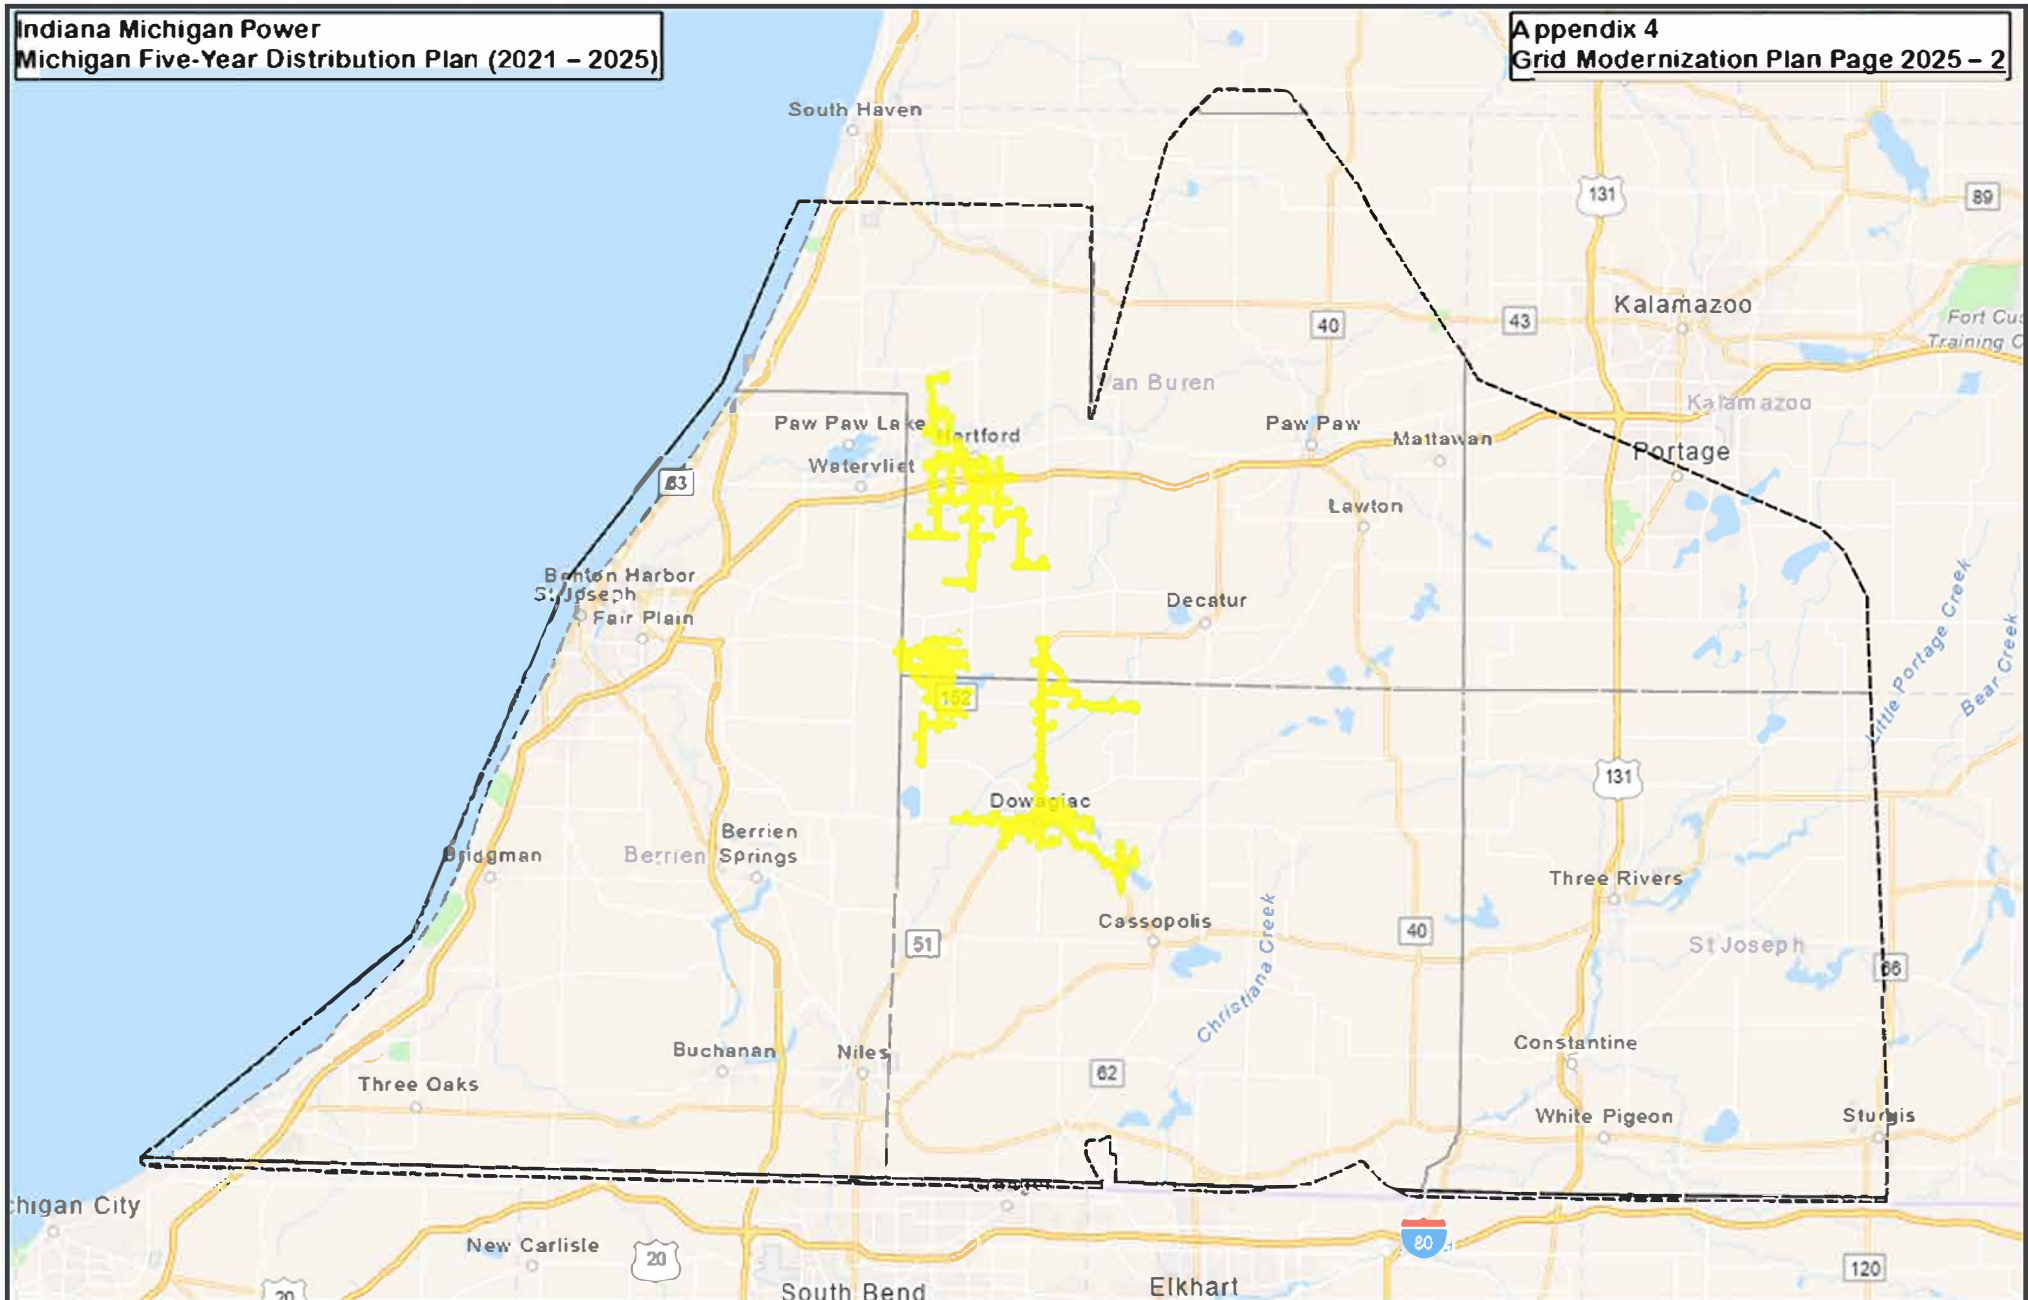 Indiana Michigan Power
Michigan Five-Year Distribution Plan (2021 – 2025)
Appendix 4
Grid Modernization Plan Page 2025 – 2
South Haven
131
89
Kalamazoo
40
43
Fort Cus
Training C
an Buren
Kalamazoo
Paw Paw Lake
Hartford
Paw Paw
Mattawan
Portage
Watervliet
63
Lawton
Benton Harbor
St Joseph
Fair Plain
Decatur
Little Portage Creek
Bear Creek
152
131
Dowagiac
Bridgman
Berrien
Berrien
Springs
Three Rivers
Cassopolis
51
40
St Joseph
66
Christiana Creek
Buchanan
Niles
62
Constantine
Three Oaks
White Pigeon
Sturgis
chigan City
New Carlisle
20
80
120
20
South Bend
Elkhart